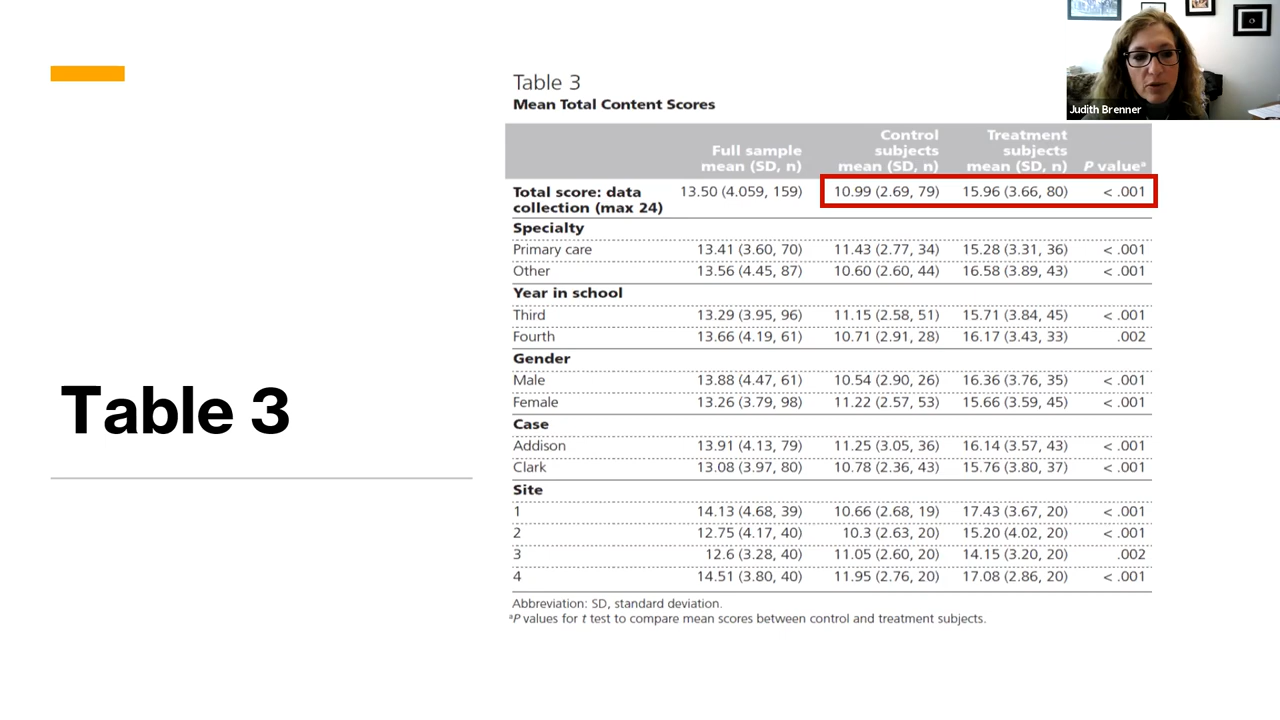 Judith Brenner
Table 3
Table 3
Mean Total Content Scores
Full sample mean (SD, n) Control subjects mean (SD, n) Treatment subjects mean (SD, n) P valueᵃ
Total score: data collection (max 24) 13.50 (4.059, 159) 10.99 (2.69, 79) 15.96 (3.66, 80) < .001
Specialty
Primary care 13.41 (3.60, 70) 11.43 (2.77, 34) 15.28 (3.31, 36) < .001
Other 13.56 (4.45, 87) 10.60 (2.60, 44) 16.58 (3.89, 43) < .001
Year in school
Third 13.29 (3.95, 96) 11.15 (2.58, 51) 15.71 (3.84, 45) < .001
Fourth 13.66 (4.19, 61) 10.71 (2.91, 28) 16.17 (3.43, 33) .002
Gender
Male 13.88 (4.47, 61) 10.54 (2.90, 26) 16.36 (3.76, 35) < .001
Female 13.26 (3.79, 98) 11.22 (2.57, 53) 15.66 (3.59, 45) < .001
Case
Addison 13.91 (4.13, 79) 11.25 (3.05, 36) 16.14 (3.57, 43) < .001
Clark 13.08 (3.97, 80) 10.78 (2.36, 43) 15.76 (3.80, 37) < .001
Site
1 14.13 (4.68, 39) 10.66 (2.68, 19) 17.43 (3.67, 20) < .001
2 12.75 (4.17, 40) 10.3 (2.63, 20) 15.20 (4.02, 20) < .001
3 12.6 (3.28, 40) 11.05 (2.60, 20) 14.15 (3.20, 20) .002
4 14.51 (3.80, 40) 11.95 (2.76, 20) 17.08 (2.86, 20) < .001
Abbreviation: SD, standard deviation.
ᵃP values for t test to compare mean scores between control and treatment subjects.